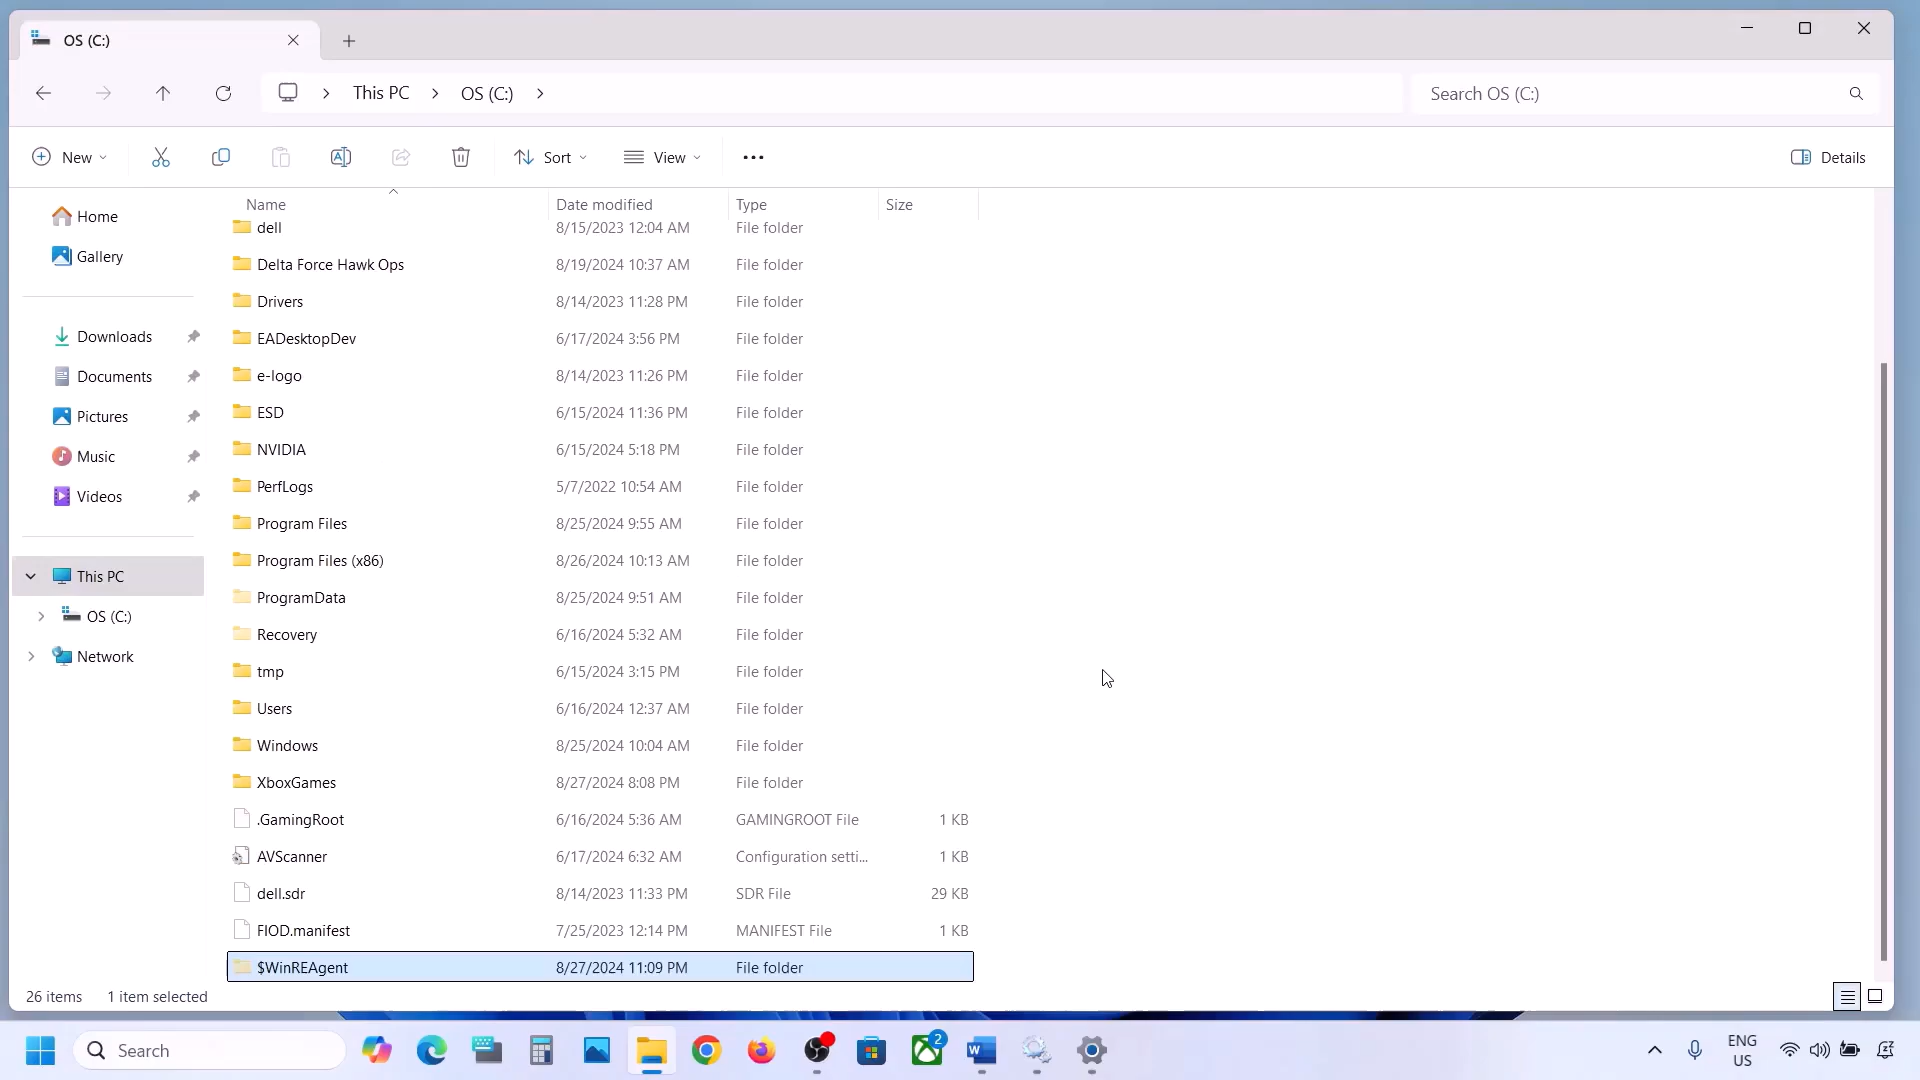 OS (C:)
This PC
OS (C:)
Search OS (C:)
New
Sort
View
Details
Name
Date modified
Type
Size
Home
Gallery
Downloads
Documents
Pictures
Music
Videos
This PC
OS (C:)
Network
dell 8/15/2023 12:04 AM File folder
Delta Force Hawk Ops 8/19/2024 10:37 AM File folder
Drivers 8/14/2023 11:28 PM File folder
EADesktopDev 6/17/2024 3:56 PM File folder
e-logo 8/14/2023 11:26 PM File folder
ESD 6/15/2024 11:36 PM File folder
NVIDIA 6/15/2024 5:18 PM File folder
PerfLogs 5/7/2022 10:54 AM File folder
Program Files 8/25/2024 9:55 AM File folder
Program Files (x86) 8/26/2024 10:13 AM File folder
ProgramData 8/25/2024 9:51 AM File folder
Recovery 6/16/2024 5:32 AM File folder
tmp 6/15/2024 3:15 PM File folder
Users 6/16/2024 12:37 AM File folder
Windows 8/25/2024 10:04 AM File folder
XboxGames 8/27/2024 8:08 PM File folder
.GamingRoot 6/16/2024 5:36 AM GAMINGROOT File 1 KB
AVScanner 6/17/2024 6:32 AM Configuration setti... 1 KB
dell.sdr 8/14/2023 11:33 PM SDR File 29 KB
FIOD.manifest 7/25/2023 12:14 PM MANIFEST File 1 KB
$WinREAgent 8/27/2024 11:09 PM File folder
26 items
1 item selected
Search
2
ENG
US